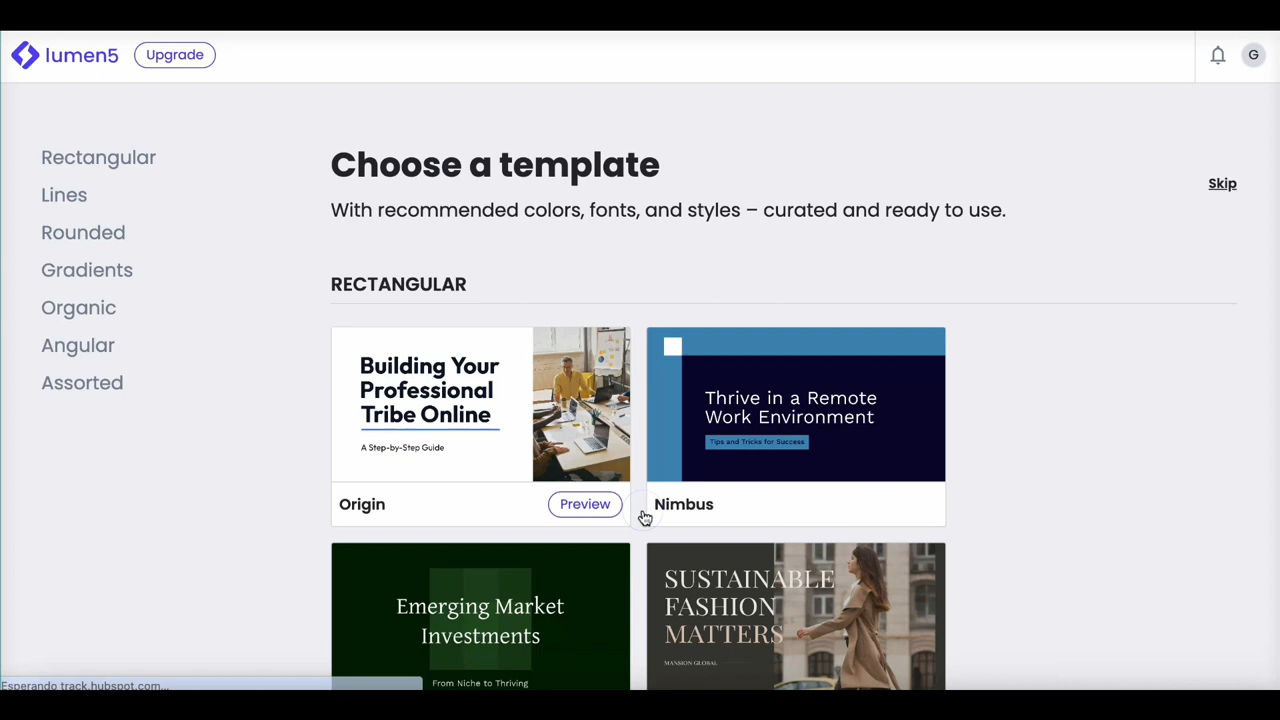 lumen5
Upgrade
G
Rectangular
Lines
Rounded
Gradients
Organic
Angular
Assorted
Choose a template
Skip
With recommended colors, fonts, and styles – curated and ready to use.
RECTANGULAR
Building Your
Professional
Tribe Online
A Step-by-Step Guide
Origin
Preview
Thrive in a Remote
Work Environment
Tips and Tricks for Success
Nimbus
Emerging Market
Investments
From Niche to Thriving
SUSTAINABLE
FASHION
MATTERS
MANSION GLOBAL
Esperando track.hubspot.com...